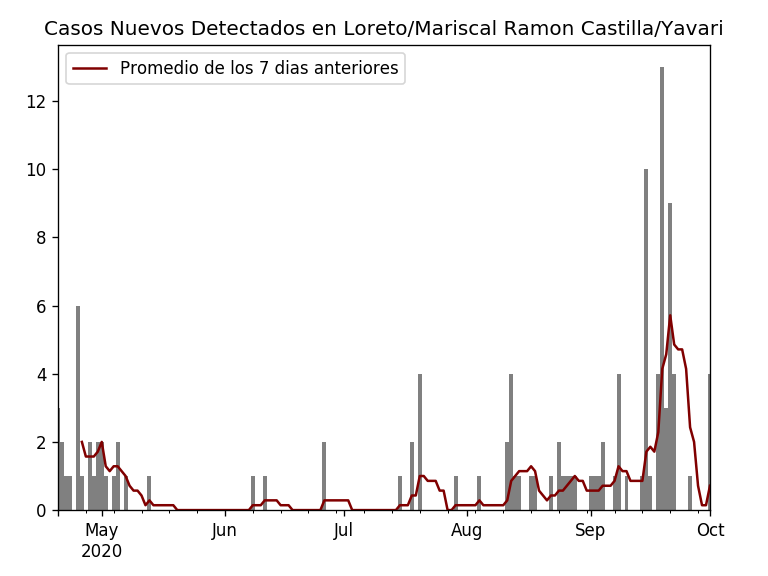 Casos Nuevos Detectados en Loreto/Mariscal Ramon Castilla/Yavari
Promedio de los 7 dias anteriores
12
10
8
6
4
2
0
May Jun Jul Aug Sep Oct
2020